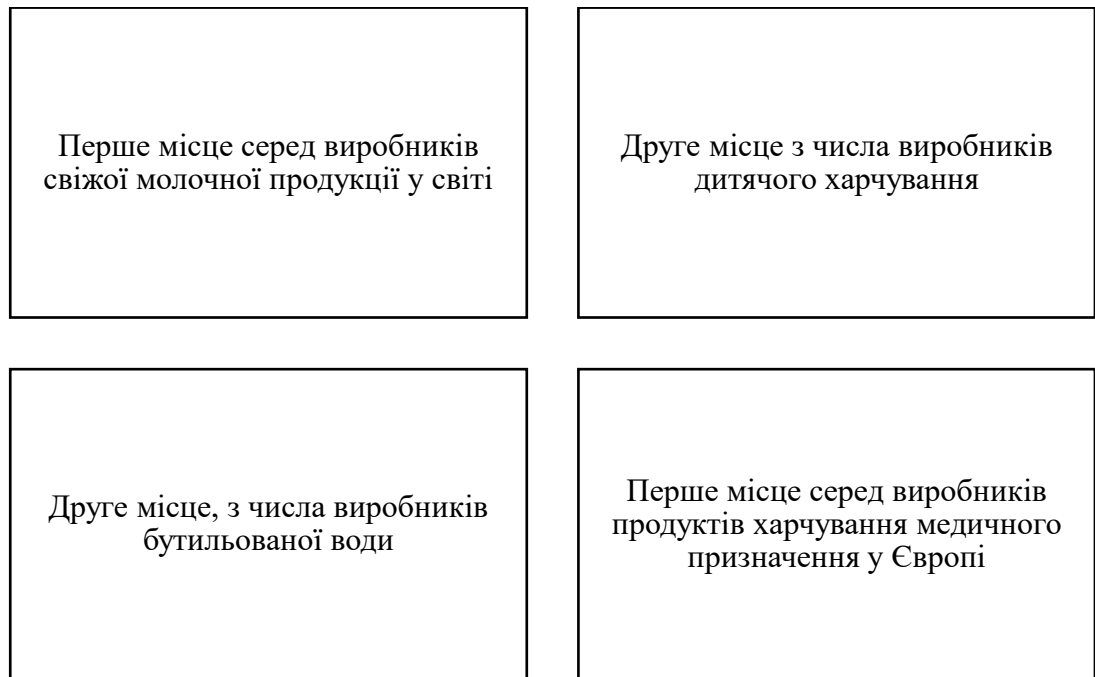 Перше місце серед виробників
свіжої молочної продукції у світі
Друге місце з числа виробників
дитячого харчування
Друге місце, з числа виробників
бутильованої води
Перше місце серед виробників
продуктів харчування медичного
призначення у Європі